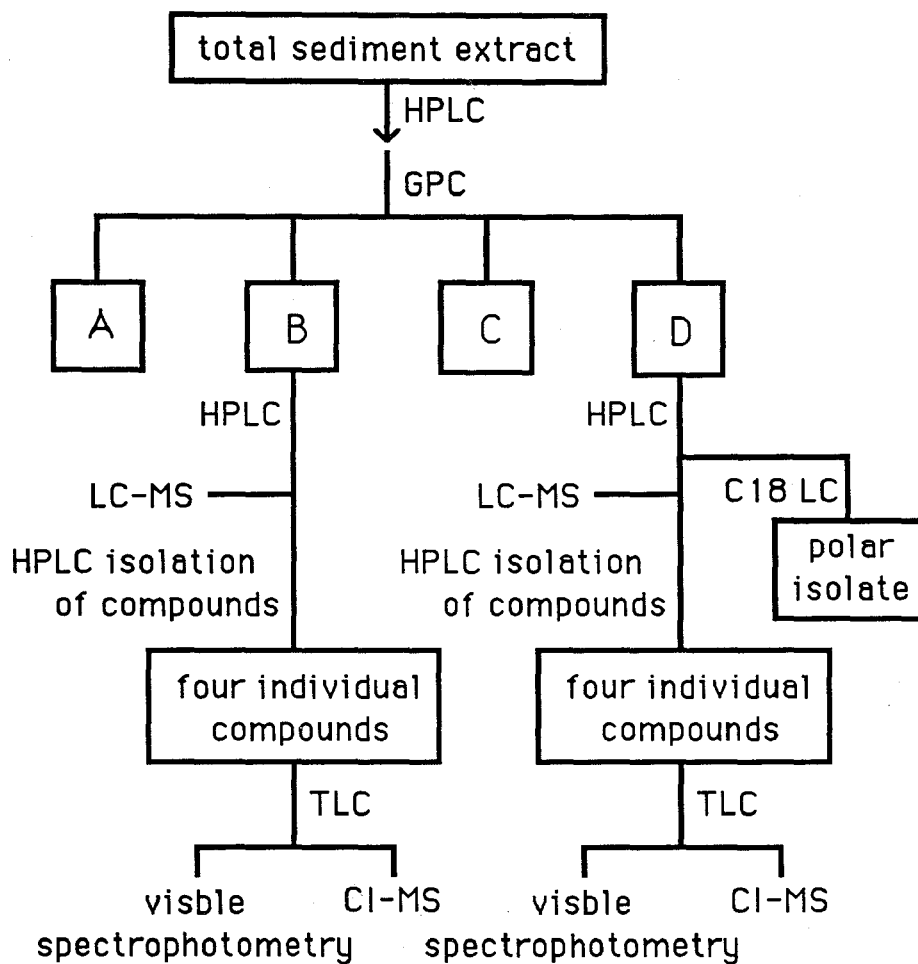 total sediment extract
HPLC
GPC
A
B
C
D
HPLC
HPLC
LC-MS
LC-MS
C18 LC
polar
isolate
HPLC isolation
of compounds
HPLC isolation
of compounds
four individual
compounds
four individual
compounds
TLC
TLC
visble
spectrophotometry
CI-MS
visble
spectrophotometry
CI-MS